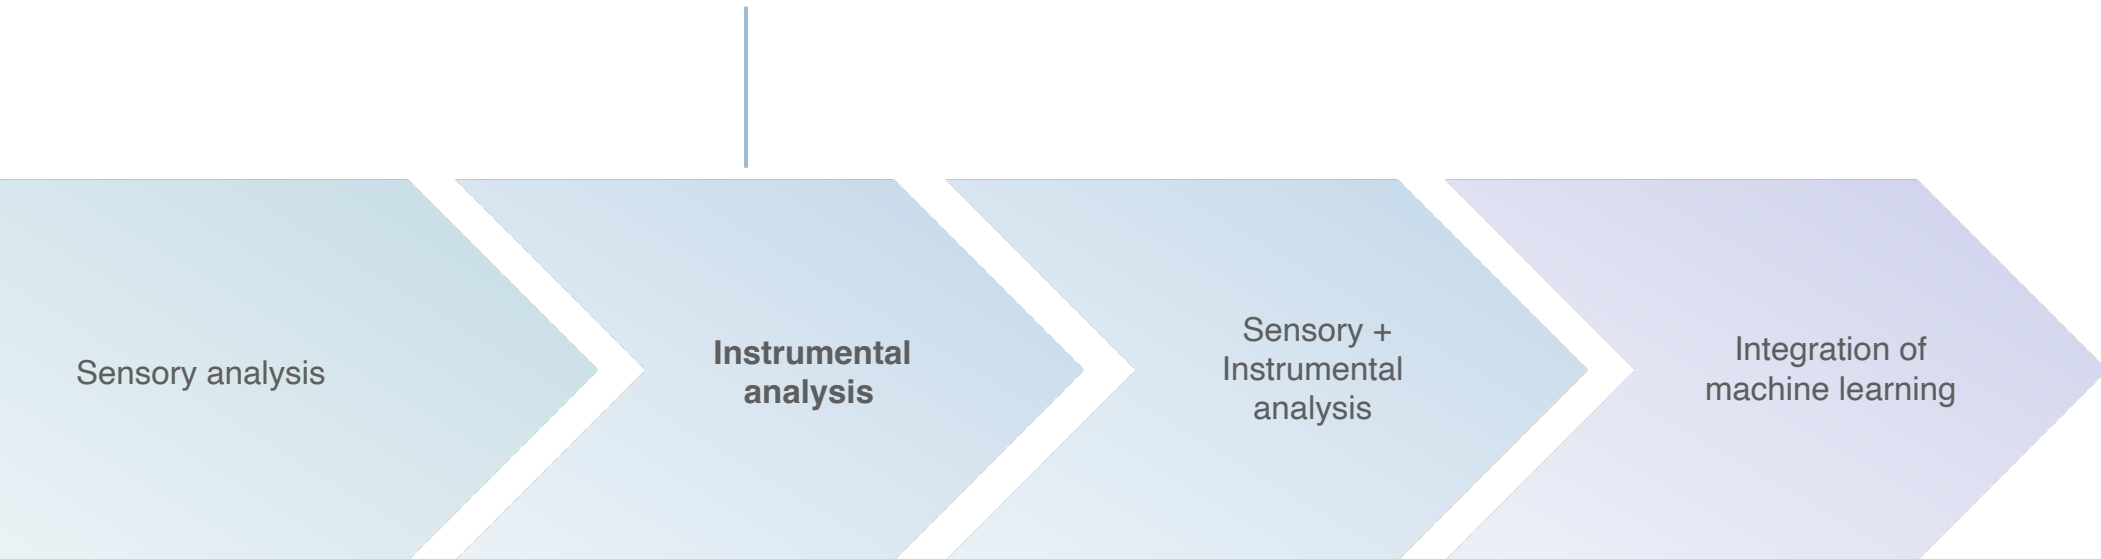 Sensory analysis
Instrumental
analysis
Sensory +
Instrumental
analysis
Integration of
machine learning